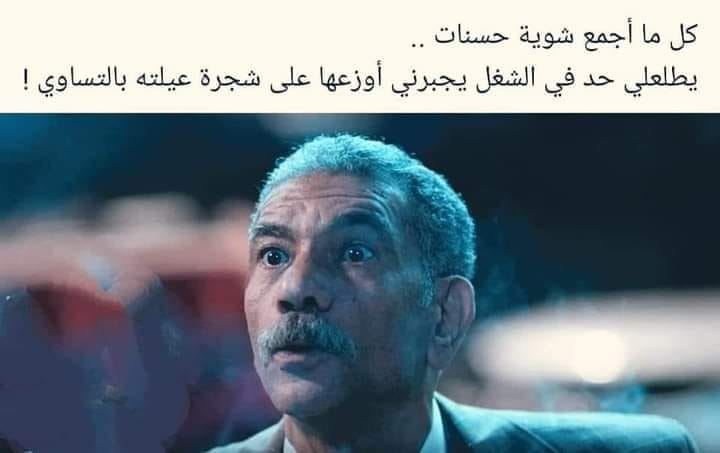 كل ما أجمع شوية حسنات ..
يطلعلي حد في الشغل يجبرني أوزعها على شجرة عيلته بالتساوي !